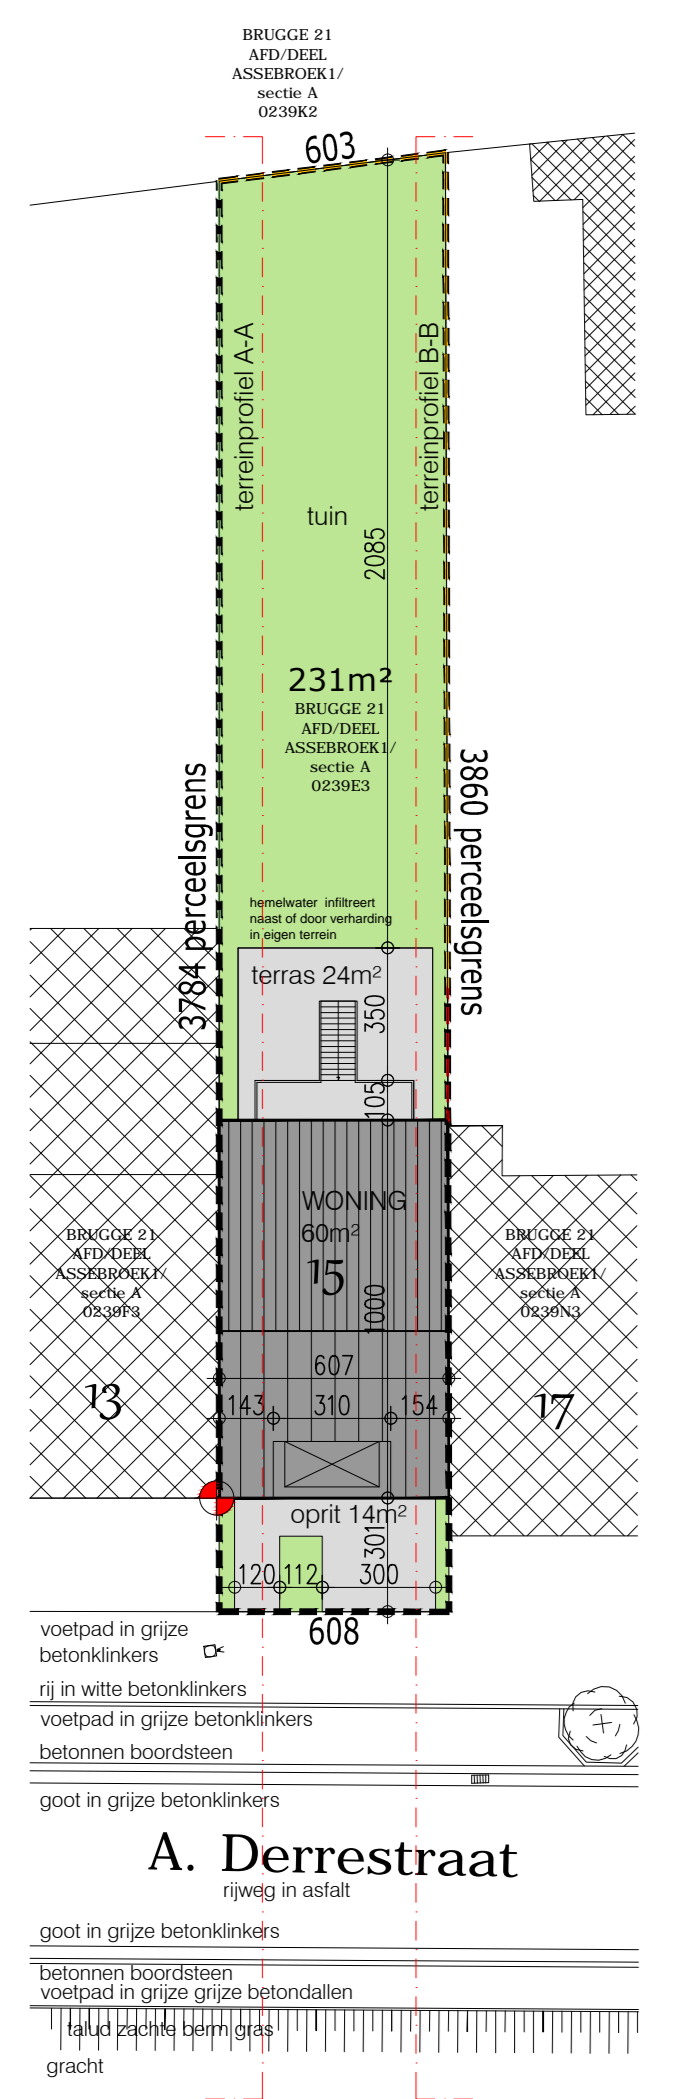 BRUGGE 21
AFD/DEEL
ASSEBROEK1/
sectie A
0239K2
603
terreinprofiel A-A
terreinprofiel B-B
tuin
2085
231m²
BRUGGE 21
AFD/DEEL
ASSEBROEK1/
sectie A
0239E3
3784 perceelsgrens
3860 perceelsgrens
hemelwater infiltreert
naast of door verharding
in eigen terrein
terras 24m²
350
105
WONING
60m²
15
1000
BRUGGE 21
AFD/DEEL
ASSEBROEK1/
sectie A
0239F3
13
BRUGGE 21
AFD/DEEL
ASSEBROEK1/
sectie A
0239N3
17
607
143 310 154
oprit 14m²
301
120 112 300
608
voetpad in grijze
betonklinkers
rij in witte betonklinkers
voetpad in grijze betonklinkers
betonnen boordsteen
goot in grijze betonklinkers
A. Derrestraat
rijweg in asfalt
goot in grijze betonklinkers
betonnen boordsteen
voetpad in grijze grijze betondallen
talud zachte berm gras
gracht